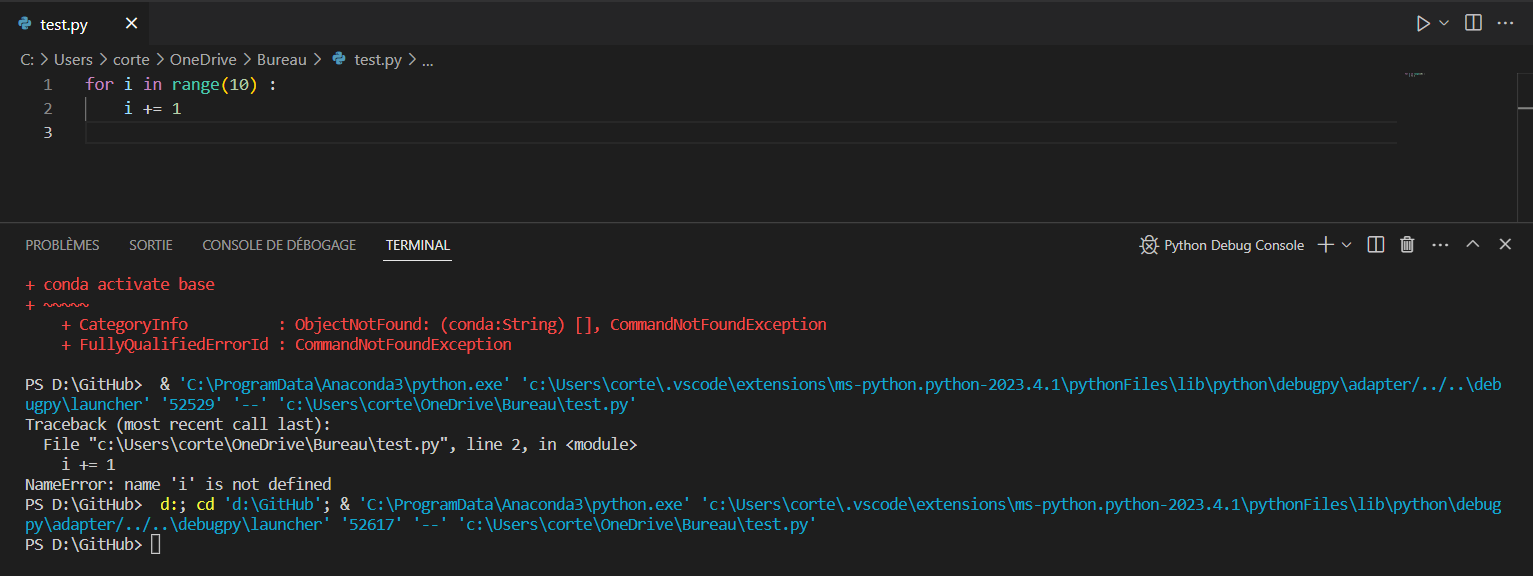 test.py
C: > Users > corte > OneDrive > Bureau > test.py > ...
1 for i in range(10) :
2 i += 1
3
PROBLÈMES SORTIE CONSOLE DE DÉBOGAGE TERMINAL Python Debug Console
+ conda activate base
+ ~~~~~
+ CategoryInfo : ObjectNotFound: (conda:String) [], CommandNotFoundException
+ FullyQualifiedErrorId : CommandNotFoundException
PS D:\GitHub> & 'C:\ProgramData\Anaconda3\python.exe' 'c:\Users\corte\.vscode\extensions\ms-python.python-2023.4.1\pythonFiles\lib\python\debugpy\adapter/../..\deb
ugpy\launcher' '52529' '--' 'c:\Users\corte\OneDrive\Bureau\test.py'
Traceback (most recent call last):
File "c:\Users\corte\OneDrive\Bureau\test.py", line 2, in <module>
i += 1
NameError: name 'i' is not defined
PS D:\GitHub> d:; cd 'd:\GitHub'; & 'C:\ProgramData\Anaconda3\python.exe' 'c:\Users\corte\.vscode\extensions\ms-python.python-2023.4.1\pythonFiles\lib\python\debug
py\adapter/../..\debugpy\launcher' '52617' '--' 'c:\Users\corte\OneDrive\Bureau\test.py'
PS D:\GitHub>